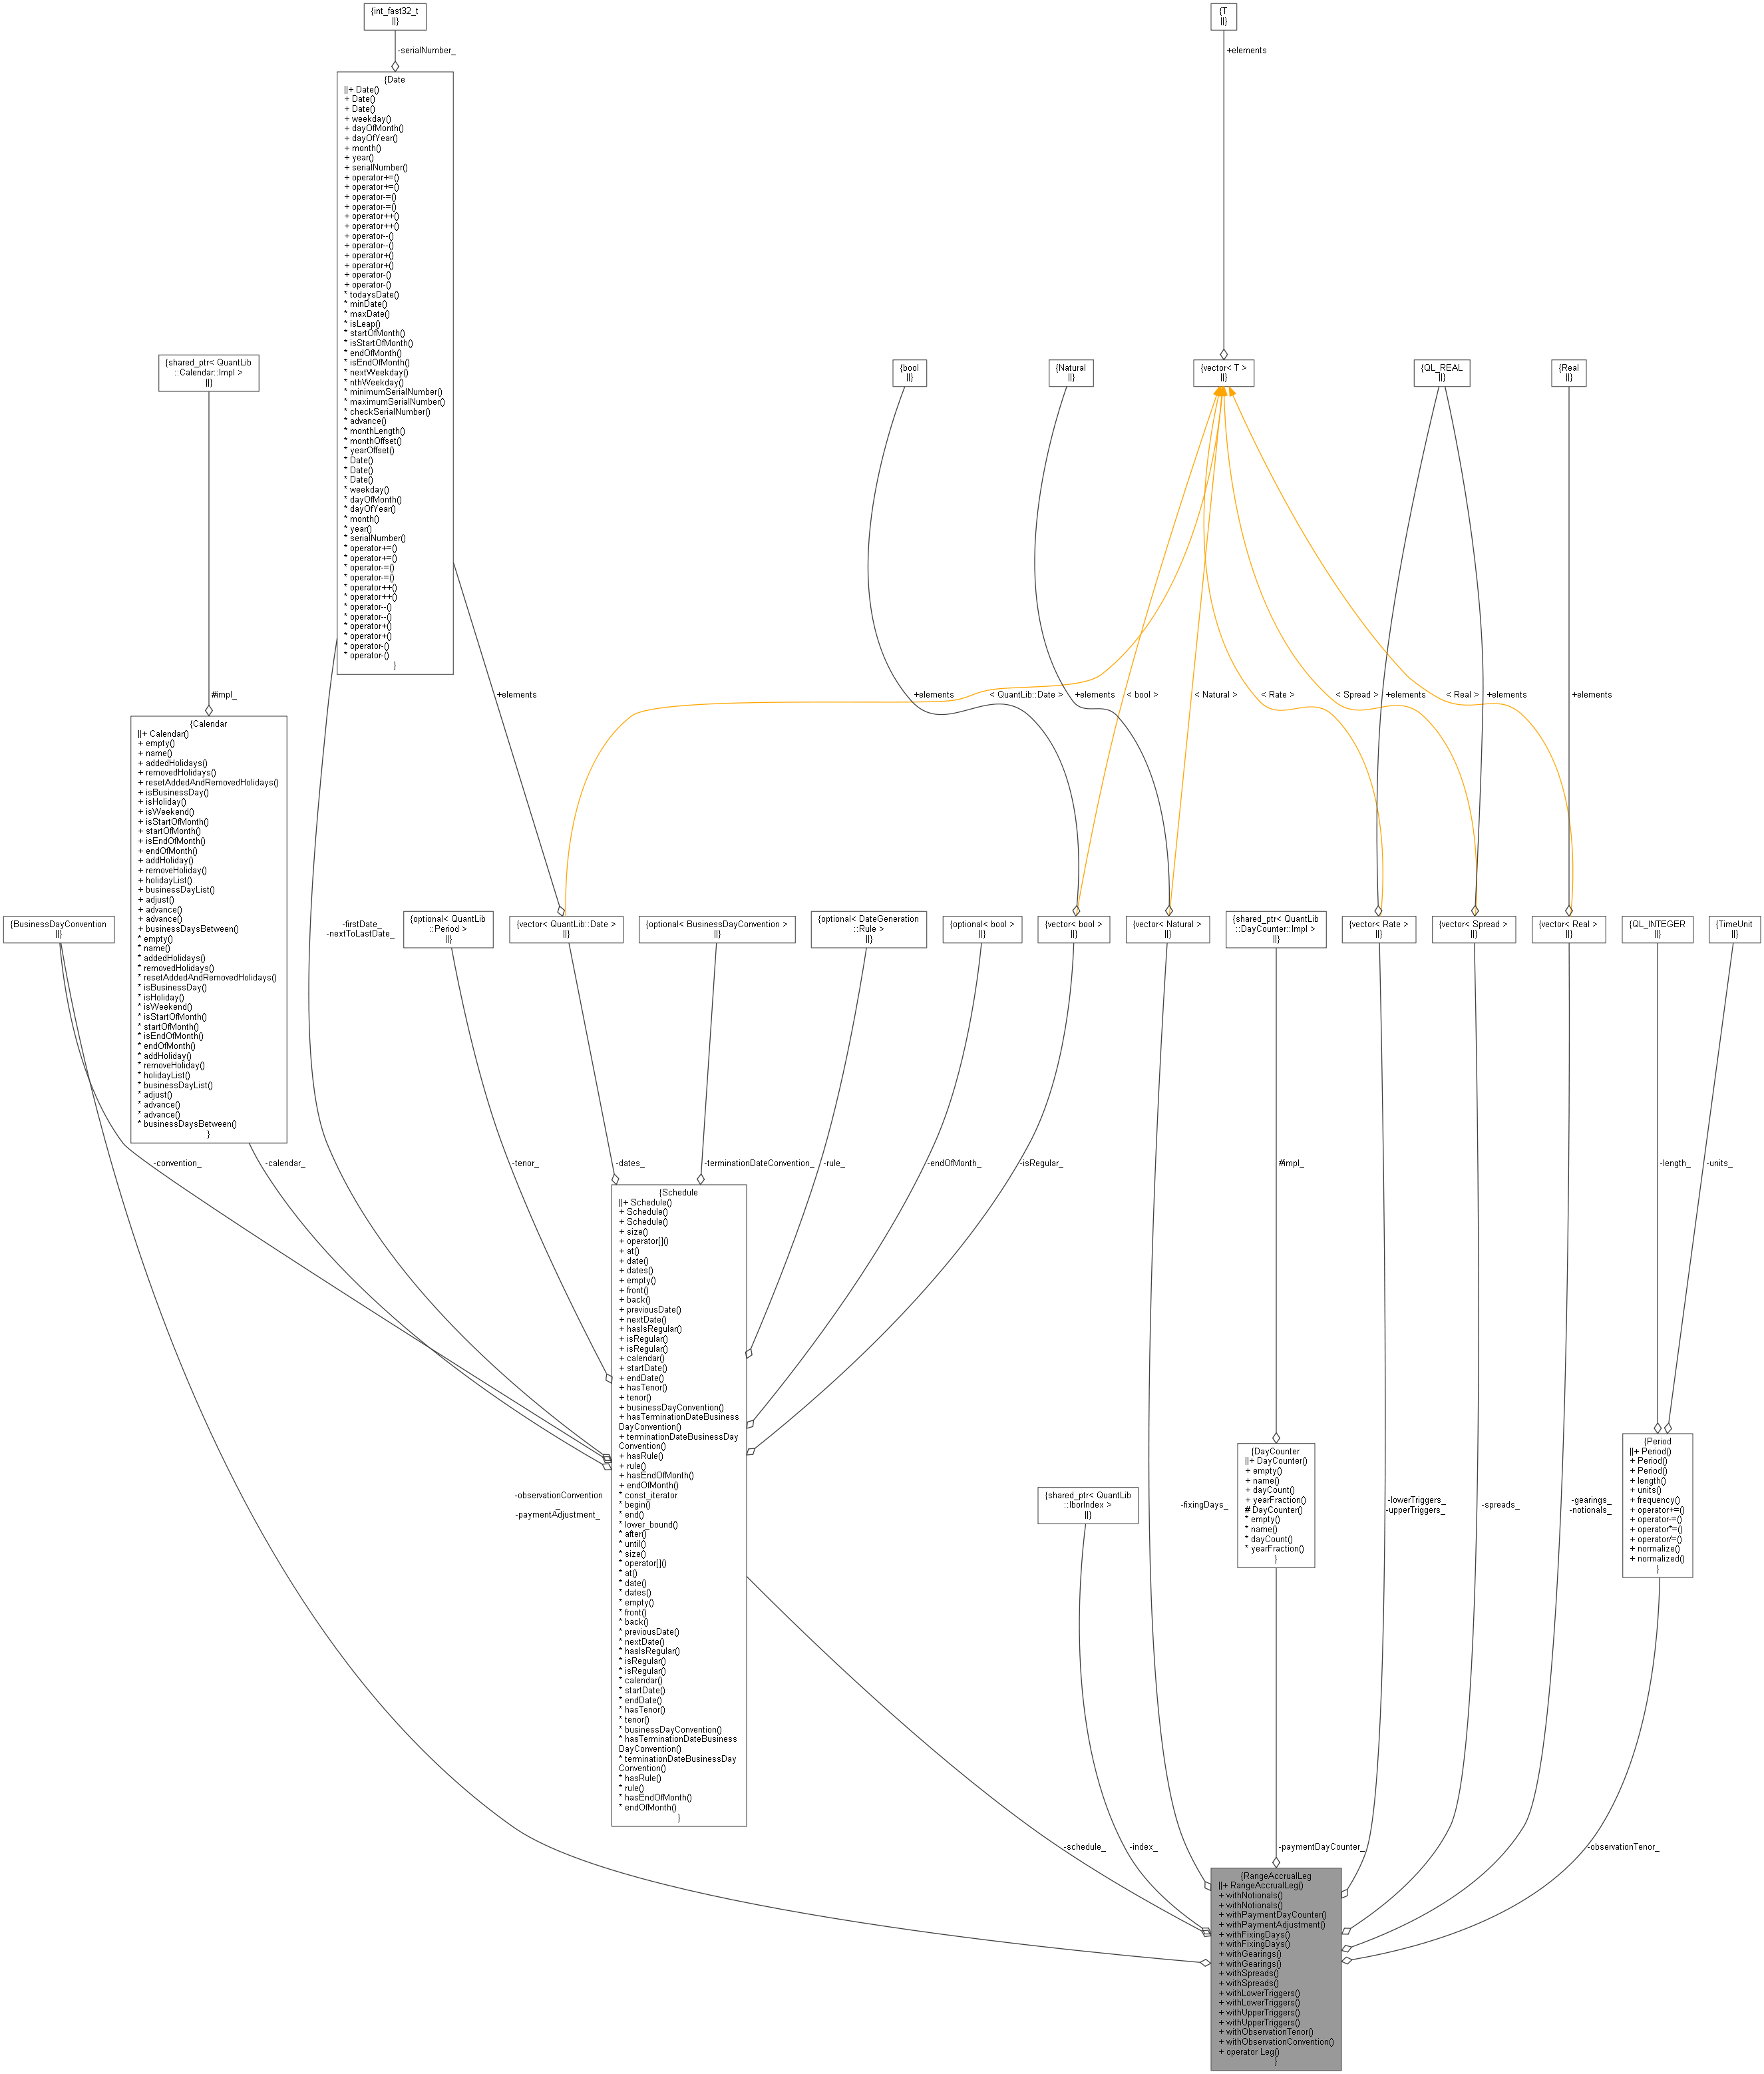 {int_fast32_t
||}
{T
||}
-serialNumber_
+elements
{Date
||+ Date()
+ Date()
+ Date()
+ weekday()
+ dayOfMonth()
+ dayOfYear()
+ month()
+ year()
+ serialNumber()
+ operator+=()
+ operator+=()
+ operator-=()
+ operator-=()
+ operator++()
+ operator++()
+ operator--()
+ operator--()
+ operator+()
+ operator+()
+ operator-()
+ operator-()
* todaysDate()
* minDate()
* maxDate()
* isLeap()
* startOfMonth()
* isStartOfMonth()
* endOfMonth()
* isEndOfMonth()
* nextWeekday()
* nthWeekday()
* minimumSerialNumber()
* maximumSerialNumber()
* checkSerialNumber()
* advance()
* monthLength()
* monthOffset()
* yearOffset()
* Date()
* Date()
* Date()
* weekday()
* dayOfMonth()
* dayOfYear()
* month()
* year()
* serialNumber()
* operator+=()
* operator+=()
* operator-=()
* operator-=()
* operator++()
* operator++()
* operator--()
* operator--()
* operator+()
* operator+()
* operator-()
* operator-()
}
{shared_ptr< QuantLib
::Calendar::Impl >
||}
{bool
||}
{Natural
||}
{vector< T >
||}
{QL_REAL
||}
{Real
||}
#impl_
+elements
< QuantLib::Date >
+elements
< bool >
+elements
< Natural >
< Rate >
+elements
< Spread >
+elements
< Real >
+elements
{Calendar
||+ Calendar()
+ empty()
+ name()
+ addedHolidays()
+ removedHolidays()
+ resetAddedAndRemovedHolidays()
+ isBusinessDay()
+ isHoliday()
+ isWeekend()
+ isStartOfMonth()
+ startOfMonth()
+ isEndOfMonth()
+ endOfMonth()
+ addHoliday()
+ removeHoliday()
+ holidayList()
+ businessDayList()
+ adjust()
+ advance()
+ advance()
+ businessDaysBetween()
* empty()
* name()
* addedHolidays()
* removedHolidays()
* resetAddedAndRemovedHolidays()
* isBusinessDay()
* isHoliday()
* isWeekend()
* isStartOfMonth()
* startOfMonth()
* isEndOfMonth()
* endOfMonth()
* addHoliday()
* removeHoliday()
* holidayList()
* businessDayList()
* adjust()
* advance()
* advance()
* businessDaysBetween()
}
{BusinessDayConvention
||}
-firstDate_
-nextToLastDate_
{optional< QuantLib
::Period >
||}
{vector< QuantLib::Date >
||}
{optional< BusinessDayConvention >
||}
{optional< DateGeneration
::Rule >
||}
{optional< bool >
||}
{vector< bool >
||}
{vector< Natural >
||}
{shared_ptr< QuantLib
::DayCounter::Impl >
||}
{vector< Rate >
||}
{vector< Spread >
||}
{vector< Real >
||}
{QL_INTEGER
||}
{TimeUnit
||}
-convention_
-calendar_
-tenor_
-dates_
-terminationDateConvention_
-rule_
-endOfMonth_
-isRegular_
#impl_
-length_
-units_
{Schedule
||+ Schedule()
+ Schedule()
+ Schedule()
+ size()
+ operator[]()
+ at()
+ date()
+ dates()
+ empty()
+ front()
+ back()
+ previousDate()
+ nextDate()
+ hasIsRegular()
+ isRegular()
+ isRegular()
+ calendar()
+ startDate()
+ endDate()
+ hasTenor()
+ tenor()
+ businessDayConvention()
+ hasTerminationDateBusiness
DayConvention()
+ terminationDateBusinessDay
Convention()
+ hasRule()
+ rule()
+ hasEndOfMonth()
+ endOfMonth()
* const_iterator
* begin()
* end()
* lower_bound()
* after()
* until()
* size()
* operator[]()
* at()
* date()
* dates()
* empty()
* front()
* back()
* previousDate()
* nextDate()
* hasIsRegular()
* isRegular()
* isRegular()
* calendar()
* startDate()
* endDate()
* hasTenor()
* tenor()
* businessDayConvention()
* hasTerminationDateBusiness
DayConvention()
* terminationDateBusinessDay
Convention()
* hasRule()
* rule()
* hasEndOfMonth()
* endOfMonth()
}
-observationConvention
_
-paymentAdjustment_
{shared_ptr< QuantLib
::IborIndex >
||}
-fixingDays_
{DayCounter
||+ DayCounter()
+ empty()
+ name()
+ dayCount()
+ yearFraction()
# DayCounter()
* empty()
* name()
* dayCount()
* yearFraction()
}
-lowerTriggers_
-upperTriggers_
-spreads_
-gearings_
-notionals_
{Period
||+ Period()
+ Period()
+ Period()
+ length()
+ units()
+ frequency()
+ operator+=()
+ operator-=()
+ operator*=()
+ operator/=()
+ normalize()
+ normalized()
}
-schedule_
-index_
-paymentDayCounter_
-observationTenor_
{RangeAccrualLeg
||+ RangeAccrualLeg()
+ withNotionals()
+ withNotionals()
+ withPaymentDayCounter()
+ withPaymentAdjustment()
+ withFixingDays()
+ withFixingDays()
+ withGearings()
+ withGearings()
+ withSpreads()
+ withSpreads()
+ withLowerTriggers()
+ withLowerTriggers()
+ withUpperTriggers()
+ withUpperTriggers()
+ withObservationTenor()
+ withObservationConvention()
+ operator Leg()
}